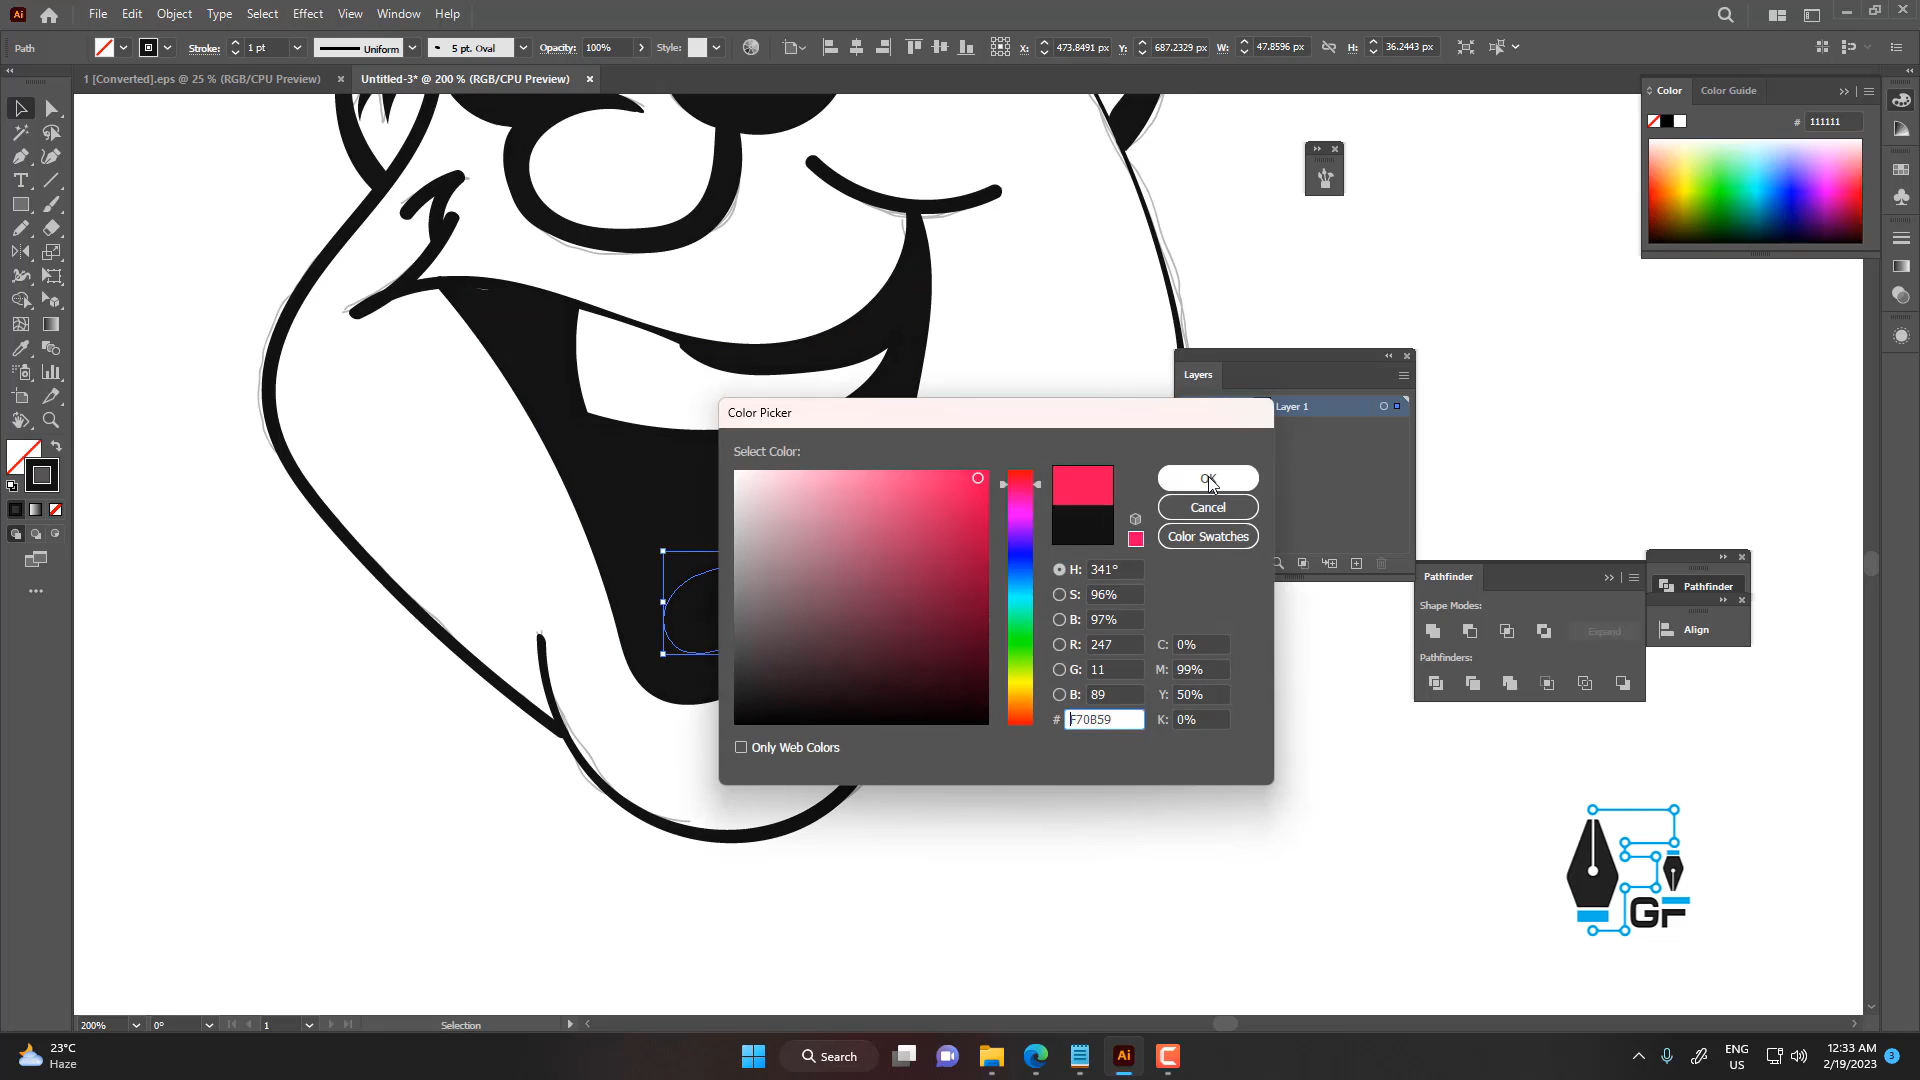 Ai File Edit Object Type Select Effect View Window Help
Path Stroke: 1 pt Uniform 5 pt. Oval Opacity: 100% Style: X: 473.8491 px Y: 687.2329 px W: 47.8596 px H: 36.2443 px
1 [Converted].eps @ 25 % (RGB/CPU Preview) × Untitled-3* @ 200 % (RGB/CPU Preview) ×
Color Color Guide
# 111111
Layers
Layer 1
Color Picker
Select Color:
OK
Cancel
Color Swatches
H: 341°
S: 96%
B: 97%
R: 247 C: 0%
G: 11 M: 99%
B: 89 Y: 50%
# F70B59 K: 0%
Only Web Colors
Pathfinder
Shape Modes:
Expand
Pathfinders:
Pathfinder
Align
GF
200% 0° 1 Selection
23°C
Haze
Search
Ai
ENG
US
12:33 AM
2/19/2023
3